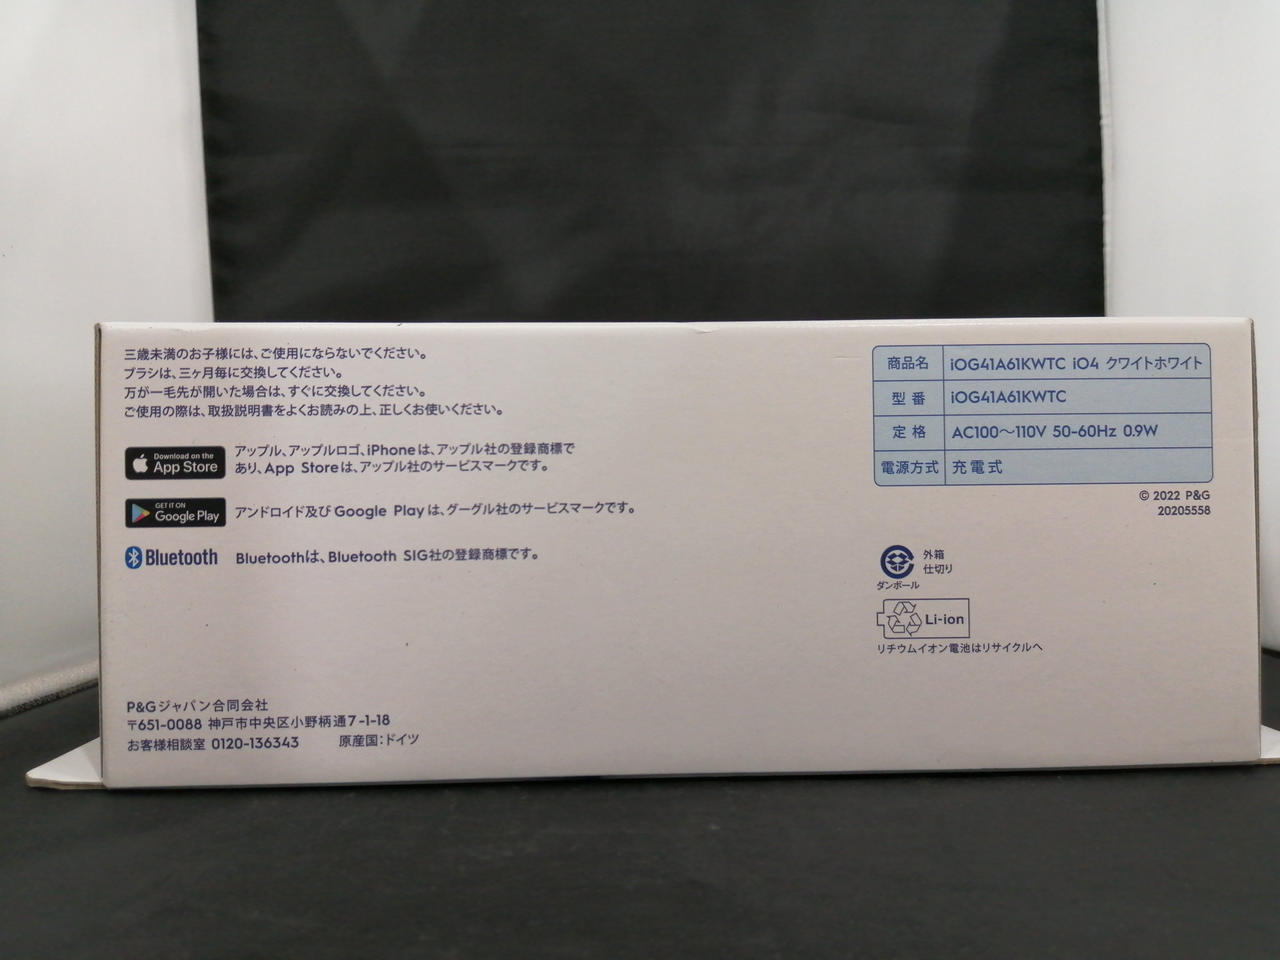 三歳未満のお子様には、ご使用にならないでください。
ブラシは、三ヶ月毎に交換してください。
万が一毛先が開いた場合は、すぐに交換してください。
ご使用の際は、取扱説明書をよくお読みの上、正しくお使いください。
Download on the
App Store
アップル、アップルロゴ、iPhoneは、アップル社の登録商標で
あり、App Storeは、アップル社のサービスマークです。
GET IT ON
Google Play
アンドロイド及びGoogle Playは、グーグル社のサービスマークです。
Bluetooth
Bluetoothは、Bluetooth SIG社の登録商標です。
P&Gジャパン合同会社
〒651-0088 神戸市中央区小野柄通7-1-18
お客様相談室 0120-136343 原産国:ドイツ
商品名 iOG41A61KWTC iO4 クワイトホワイト
型番 iOG41A61KWTC
定格 AC100〜110V 50-60Hz 0.9W
電源方式 充電式
© 2022 P&G
20205558
外箱
仕切り
ダンボール
Li-ion
リチウムイオン電池はリサイクルへ